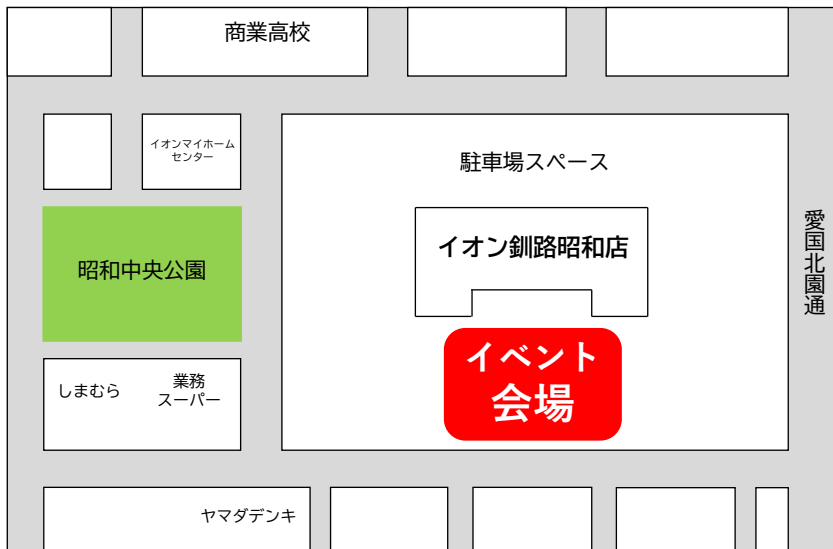 商業高校
イオンマイホーム
センター
駐車場スペース
イオン釧路昭和店
愛国北園通
昭和中央公園
イベント
会場
しまむら
業務
スーパー
ヤマダデンキ